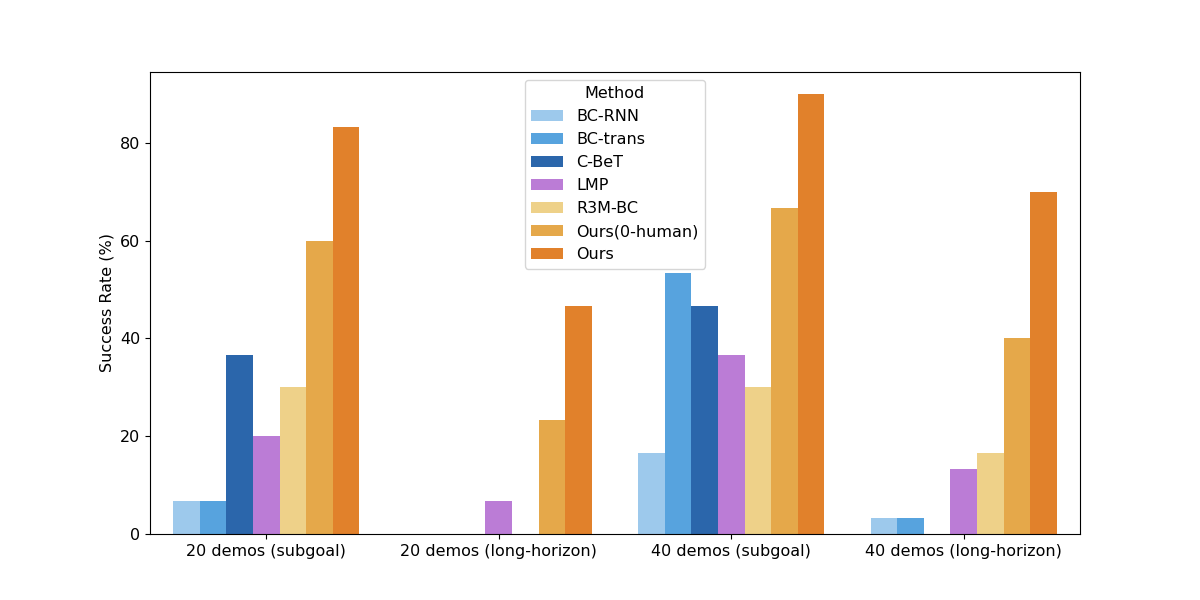 Method
BC-RNN
BC-trans
C-BeT
LMP
R3M-BC
Ours(0-human)
Ours
Success Rate (%)
80
60
40
20
0
20 demos (subgoal)
20 demos (long-horizon)
40 demos (subgoal)
40 demos (long-horizon)